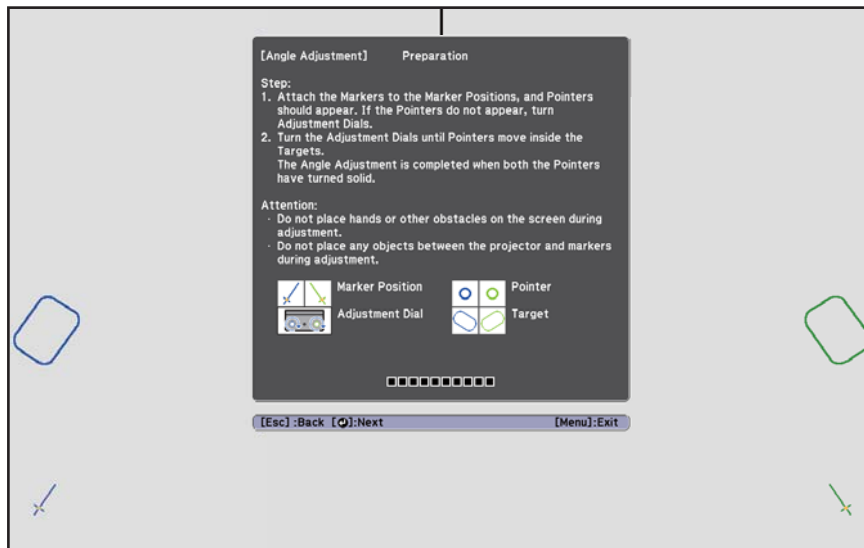 [Angle Adjustment] Preparation
Step:
1. Attach the Markers to the Marker Positions, and Pointers
should appear. If the Pointers do not appear, turn
Adjustment Dials.
2. Turn the Adjustment Dials until Pointers move inside the
Targets.
The Angle Adjustment is completed when both the Pointers
have turned solid.
Attention:
· Do not place hands or other obstacles on the screen during
adjustment.
· Do not place any objects between the projector and markers
during adjustment.
Marker Position Pointer
Adjustment Dial Target
[Esc] :Back [⏎]:Next [Menu]:Exit